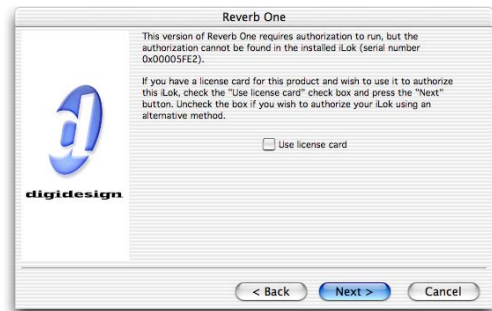 Reverb One
This version of Reverb One requires authorization to run, but the
authorization cannot be found in the installed iLok (serial number
0x00005FE2).
If you have a license card for this product and wish to use it to authorize
this iLok, check the "Use license card" check box and press the "Next"
button. Uncheck the box if you wish to authorize your iLok using an
alternative method.
Use license card
digidesign
< Back
Next >
Cancel